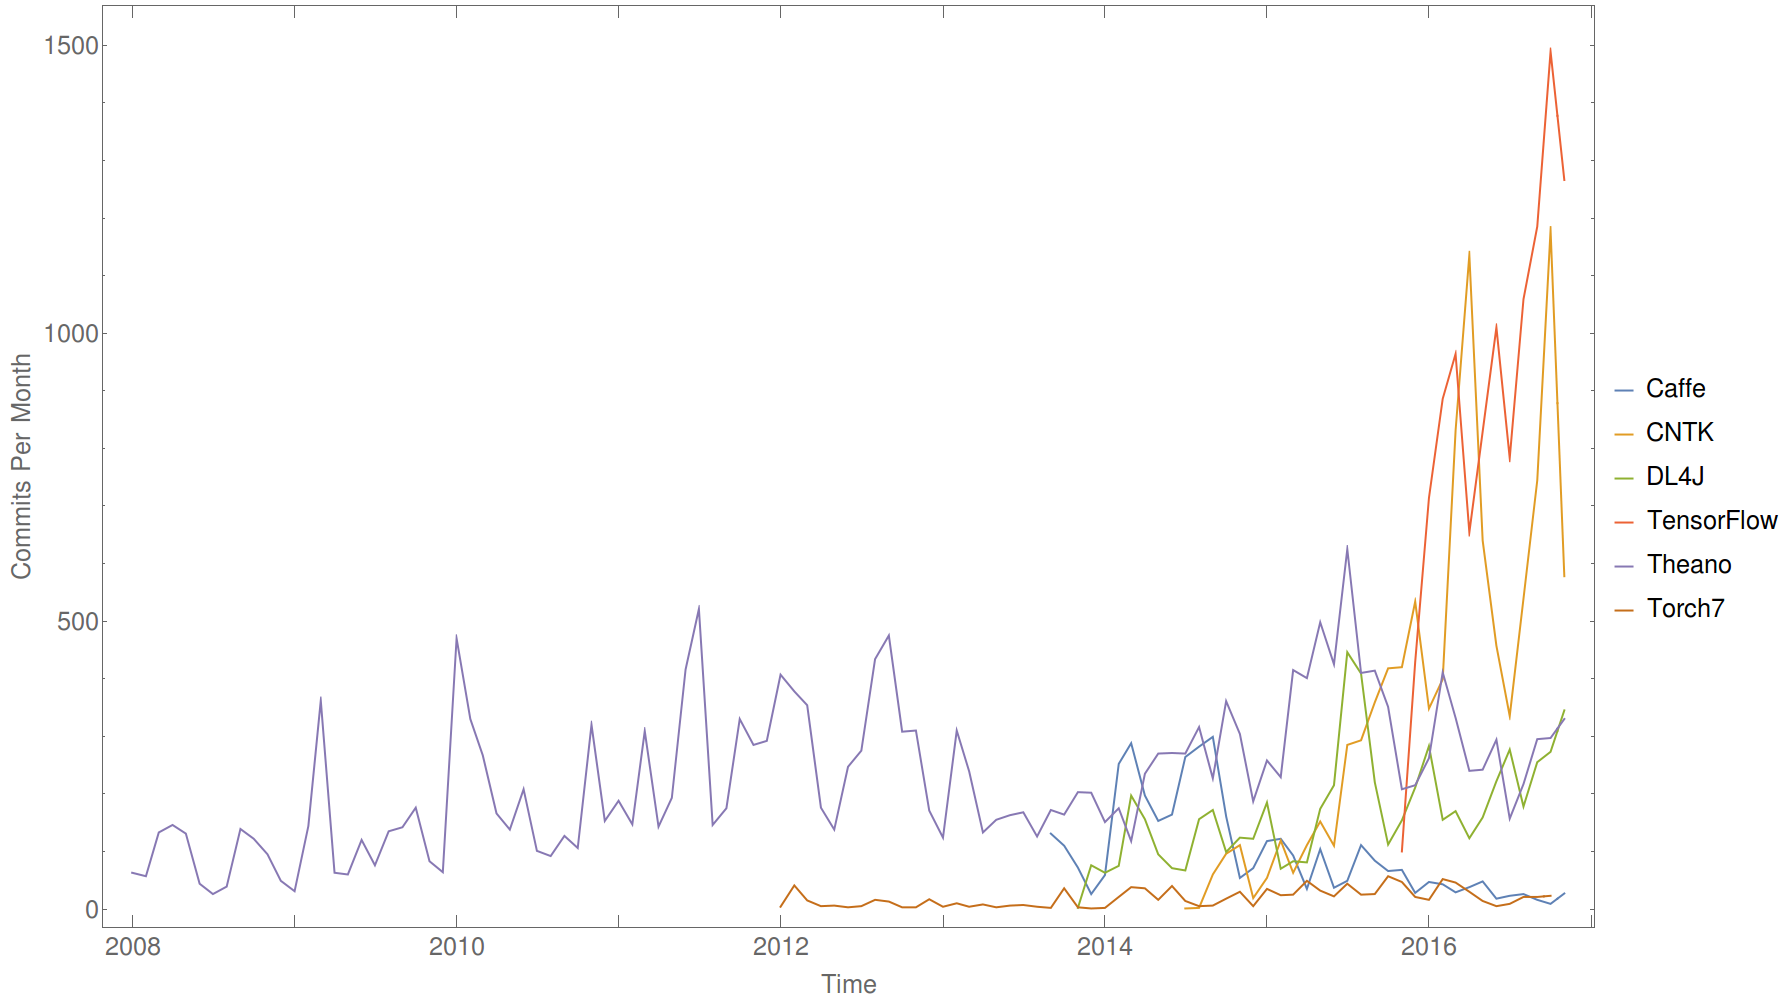 1500
1000
500
0
Commits Per Month
2008 2010 2012 2014 2016
Time
Caffe
CNTK
DL4J
TensorFlow
Theano
Torch7